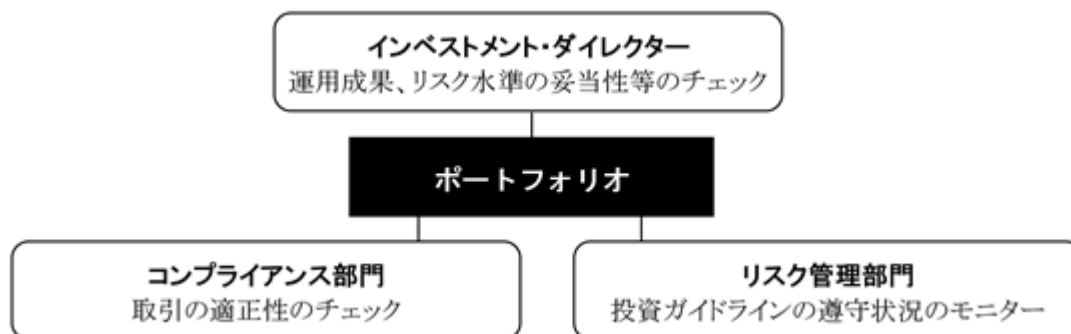 インベストメント・ダイレクター
運用成果、リスク水準の妥当性等のチェック
ポートフォリオ
コンプライアンス部門
取引の適正性のチェック
リスク管理部門
投資ガイドラインの遵守状況のモニター